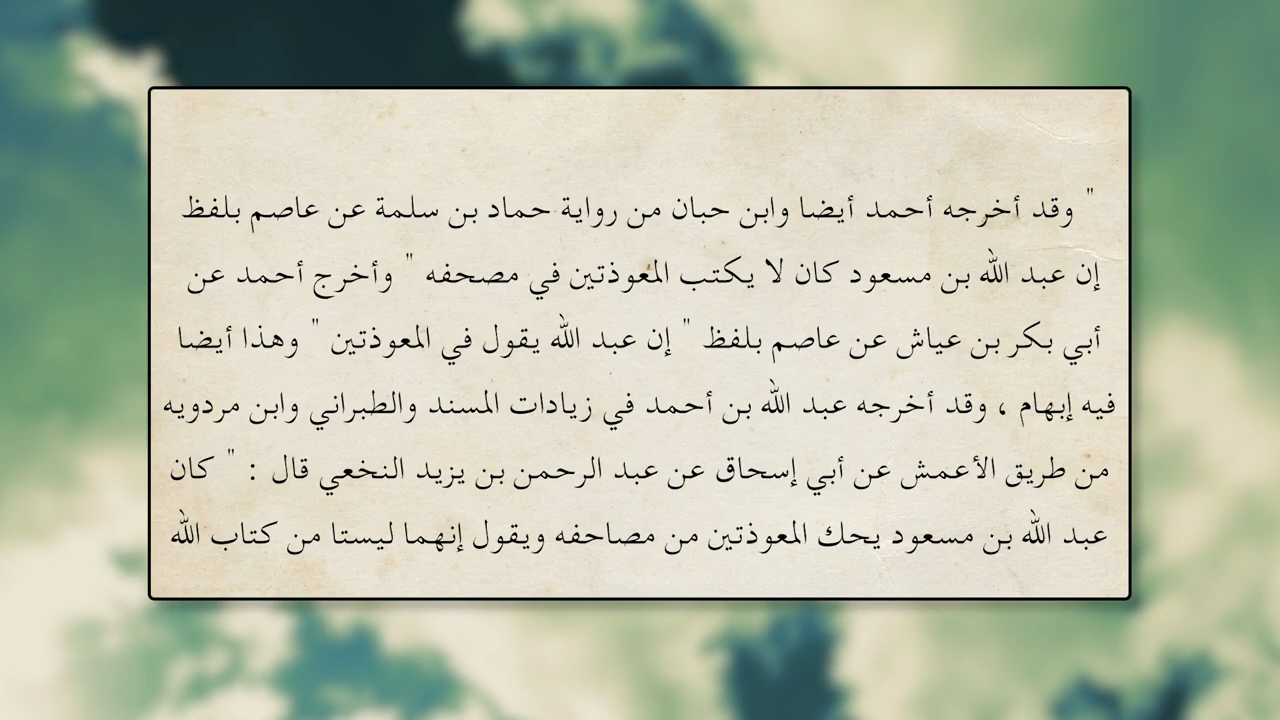 " وقد أخرجه أحمد أيضا وابن حبان من رواية حماد بن سلمة عن عاصم بلفظ
إن عبد الله بن مسعود كان لا يكتب المعوذتين في مصحفه " وأخرج أحمد عن
أبي بكر بن عياش عن عاصم بلفظ " إن عبد الله يقول في المعوذتين " وهذا أيضا
فيه إبهام ، وقد أخرجه عبد الله بن أحمد في زيادات المسند والطبراني وابن مردويه
من طريق الأعمش عن أبي إسحاق عن عبد الرحمن بن يزيد النخعي قال : " كان
عبد الله بن مسعود يحك المعوذتين من مصاحفه ويقول إنهما ليستا من كتاب الله